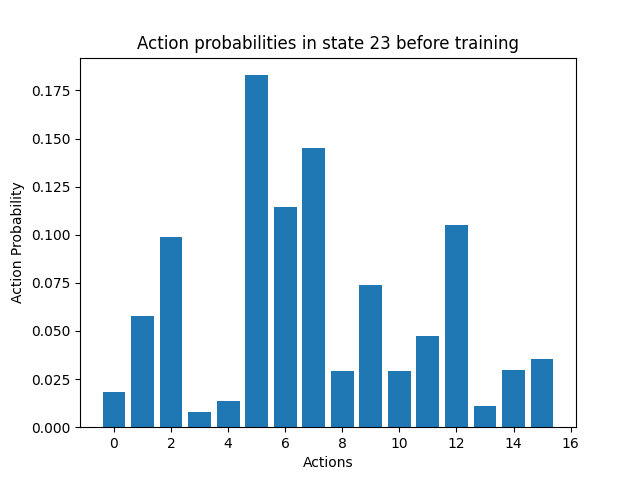 Action probabilities in state 23 before training
0.175
0.150
0.125
0.100
0.075
0.050
0.025
0.000
Action Probability
0 2 4 6 8 10 12 14 16
Actions